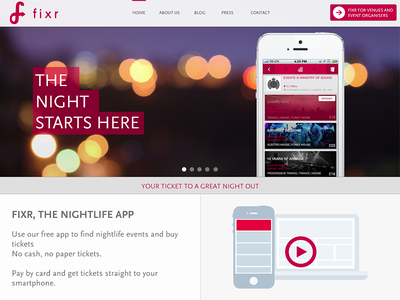 fixr
HOME ABOUT US BLOG PRESS CONTACT
FIXR FOR VENUES AND
EVENT ORGANISERS
THE
NIGHT
STARTS HERE
EVENTS @ MINISTRY OF SOUND
YOUR TICKET TO A GREAT NIGHT OUT
FIXR, THE NIGHTLIFE APP
Use our free app to find nightlife events and buy
tickets
No cash, no paper tickets.
Pay by card and get tickets straight to your
smartphone.